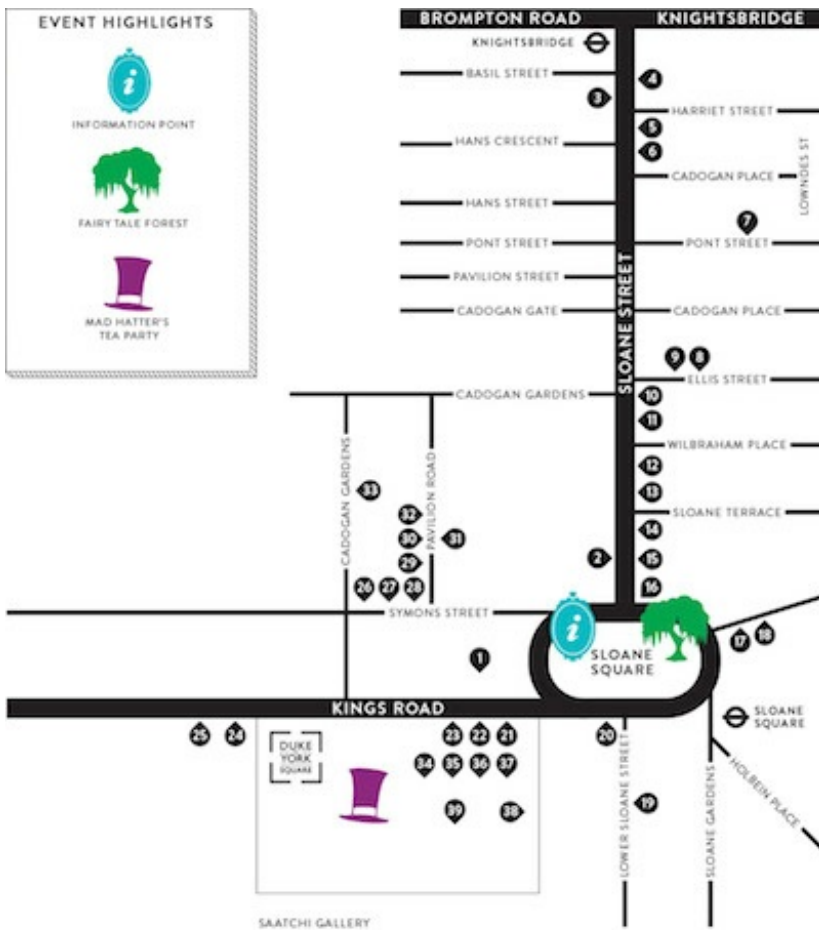 EVENT HIGHLIGHTS
i
INFORMATION POINT
FAIRY TALE FOREST
MAD HATTER'S
TEA PARTY
BROMPTON ROAD
KNIGHTSBRIDGE
KNIGHTSBRIDGE
BASIL STREET
4
3
HARRIET STREET
5
HANS CRESCENT
6
CADOGAN PLACE
LOWNDES ST
HANS STREET
7
PONT STREET
PONT STREET
SLOANE STREET
PAVILION STREET
CADOGAN GATE
CADOGAN PLACE
9 8
ELLIS STREET
CADOGAN GARDENS
10
11
WILBRAHAM PLACE
CADOGAN GARDENS
PAVILION ROAD
12
33
13
32
SLOANE TERRACE
30
31
14
29
2
15
26 27 28
16
SYMONS STREET
i
SLOANE
SQUARE
17 18
1
KINGS ROAD
SLOANE
SQUARE
25 24
DUKE
YORK
SQUARE
23 22 21
20
34 35 36 37
HOLBEIN PLACE
39
38
LOWER SLOANE STREET
19
SLOANE GARDENS
SAATCHI GALLERY